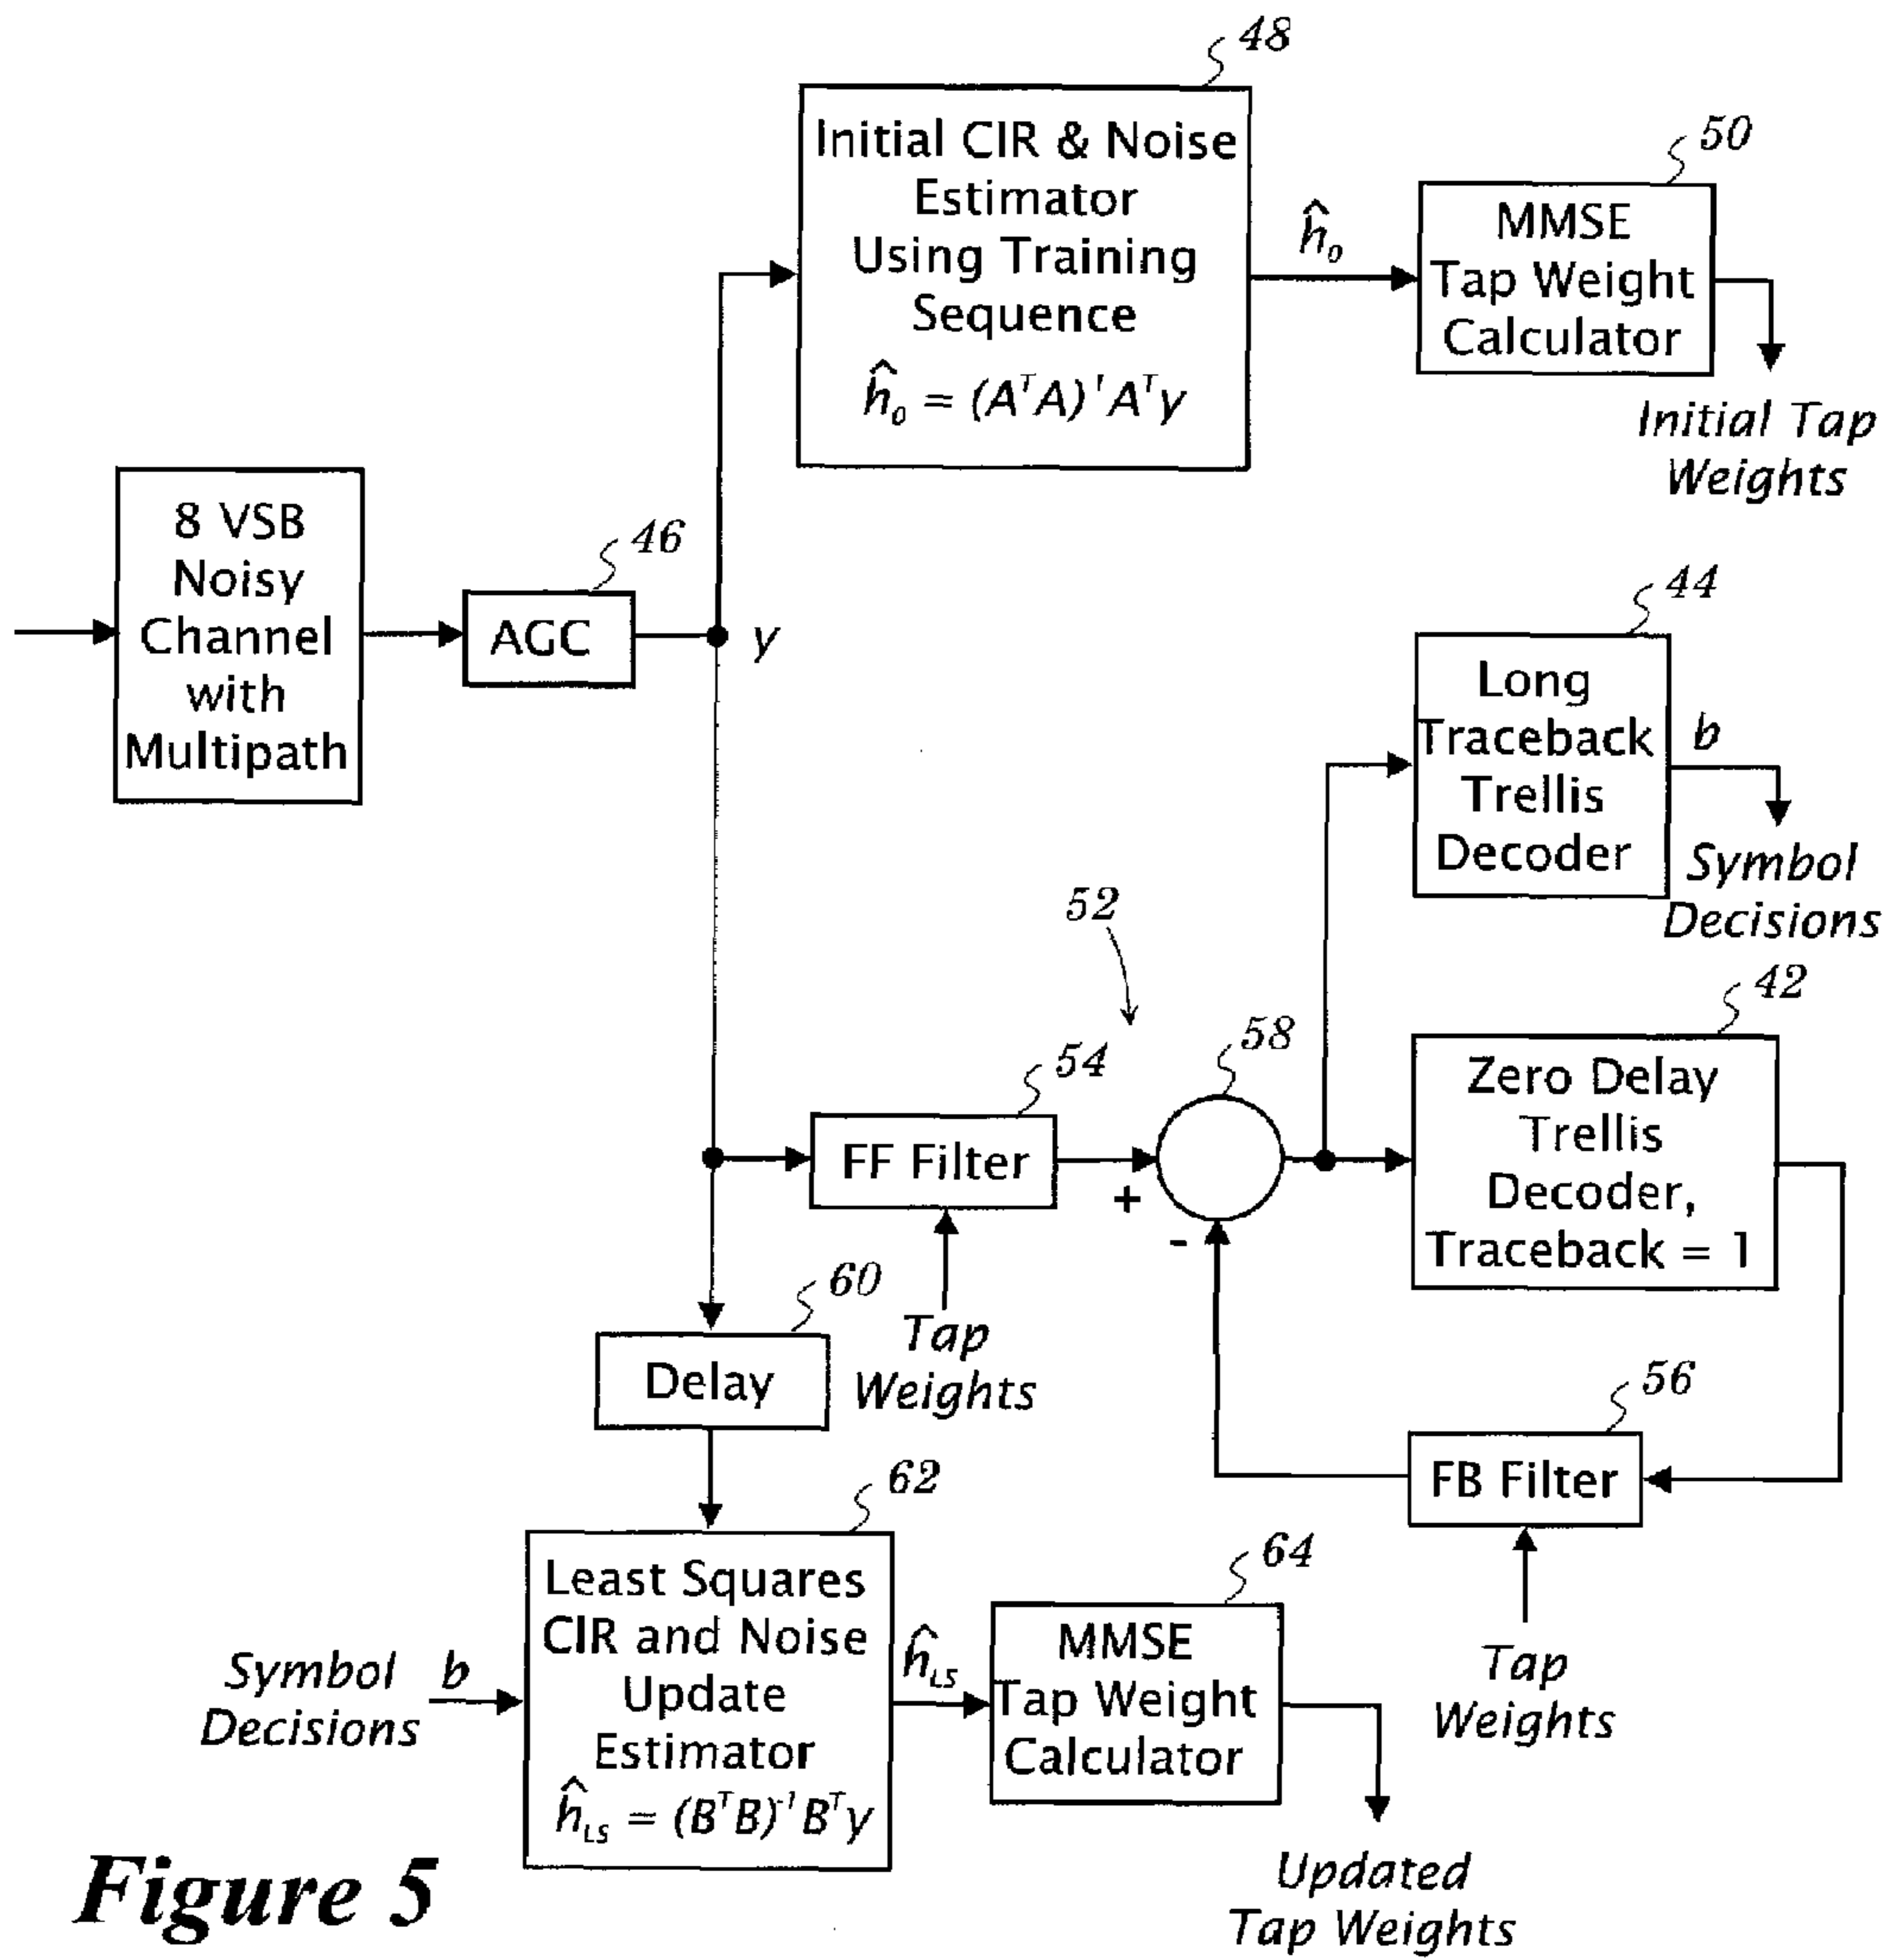 48
Initial CIR & Noise
Estimator
Using Training
Sequence
ĥ₀ = (AᵀA)⁻¹Aᵀy
ĥ₀
50
MMSE
Tap Weight
Calculator
Initial Tap
Weights
8 VSB
Noisy
Channel
with
Multipath
46
AGC
y
44
Long
Traceback
Trellis
Decoder
b
Symbol
Decisions
52
58
42
Zero Delay
Trellis
Decoder,
Traceback = 1
54
FF Filter
+
-
Tap
Weights
60
Delay
56
FB Filter
Tap
Weights
62
Least Squares
CIR and Noise
Update
Estimator
ĥLS = (BᵀB)⁻¹Bᵀy
Symbol
Decisions
b
ĥLS
64
MMSE
Tap Weight
Calculator
Updated
Tap Weights
Figure 5